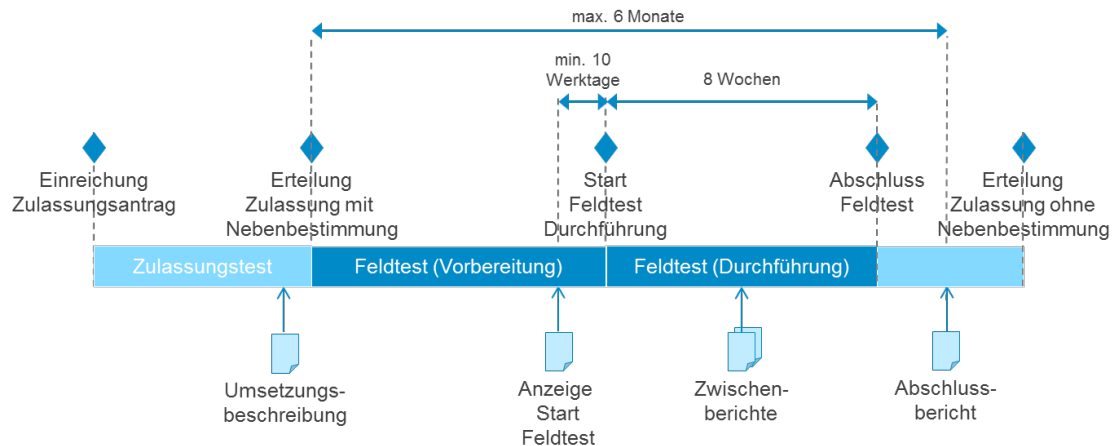 max. 6 Monate
min. 10
Werktage
8 Wochen
Einreichung
Zulassungsantrag
Erteilung
Zulassung mit
Nebenbestimmung
Start
Feldtest
Durchführung
Abschluss
Feldtest
Erteilung
Zulassung ohne
Nebenbestimmung
Zulassungstest
Feldtest (Vorbereitung)
Feldtest (Durchführung)
Umsetzungs-
beschreibung
Anzeige
Start
Feldtest
Zwischen-
berichte
Abschluss-
bericht